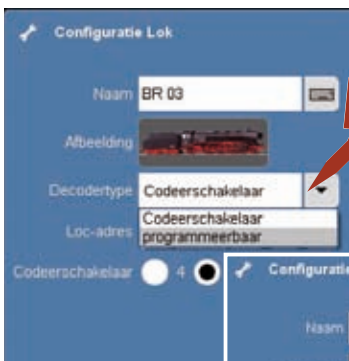 Configuratie Lok
Naam BR 03
Afbeelding
Decodertype Codeerschakelaar
Codeerschakelaar
Loc-adres programmeerbaar
Codeerschakelaar 4
Configuratie
Naam